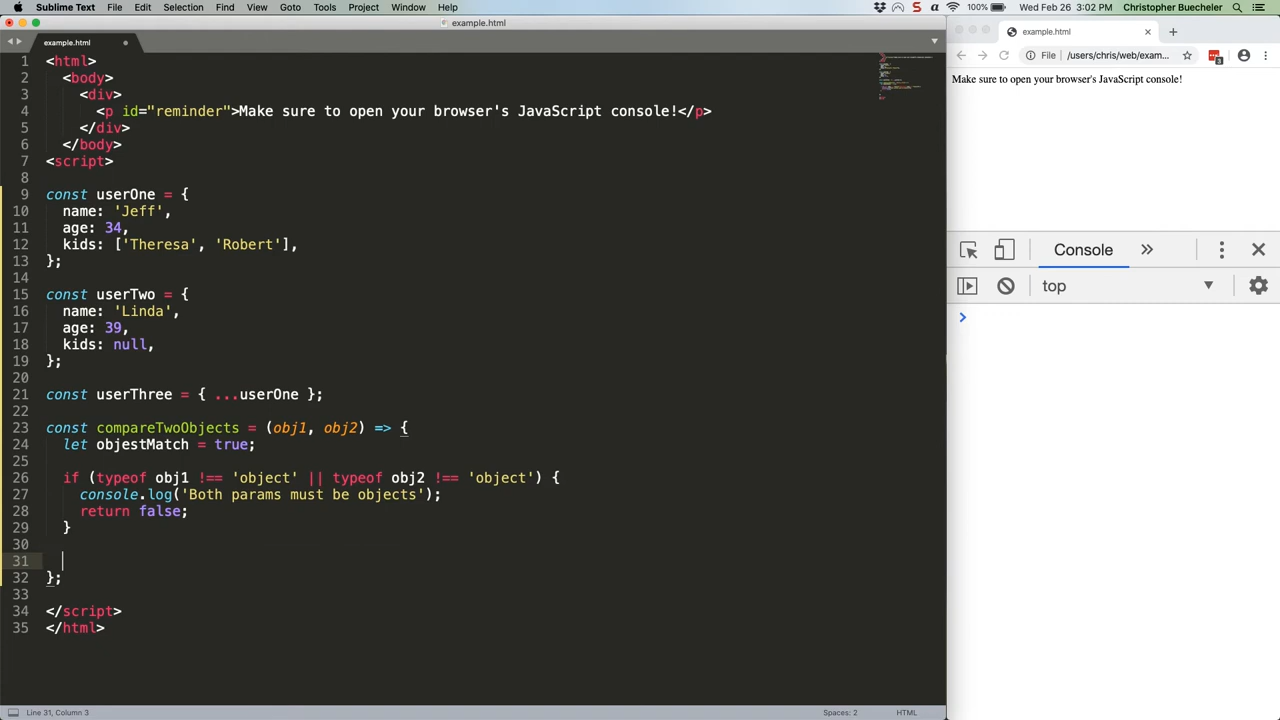 Sublime Text File Edit Selection Find View Goto Tools Project Window Help
100% Wed Feb 26 3:02 PM Christopher Buecheler
example.html
example.html
1 <html>
2 <body>
3 <div>
4 <p id="reminder">Make sure to open your browser's JavaScript console!</p>
5 </div>
6 </body>
7 <script>
8
9 const userOne = {
10 name: 'Jeff',
11 age: 34,
12 kids: ['Theresa', 'Robert'],
13 };
14
15 const userTwo = {
16 name: 'Linda',
17 age: 39,
18 kids: null,
19 };
20
21 const userThree = { ...userOne };
22
23 const compareTwoObjects = (obj1, obj2) => {
24 let objestMatch = true;
25
26 if (typeof obj1 !== 'object' || typeof obj2 !== 'object') {
27 console.log('Both params must be objects');
28 return false;
29 }
30
31
32 };
33
34 </script>
35 </html>
Line 31, Column 3 Spaces: 2 HTML
example.html
File /users/chris/web/exam...
Make sure to open your browser's JavaScript console!
Console
top